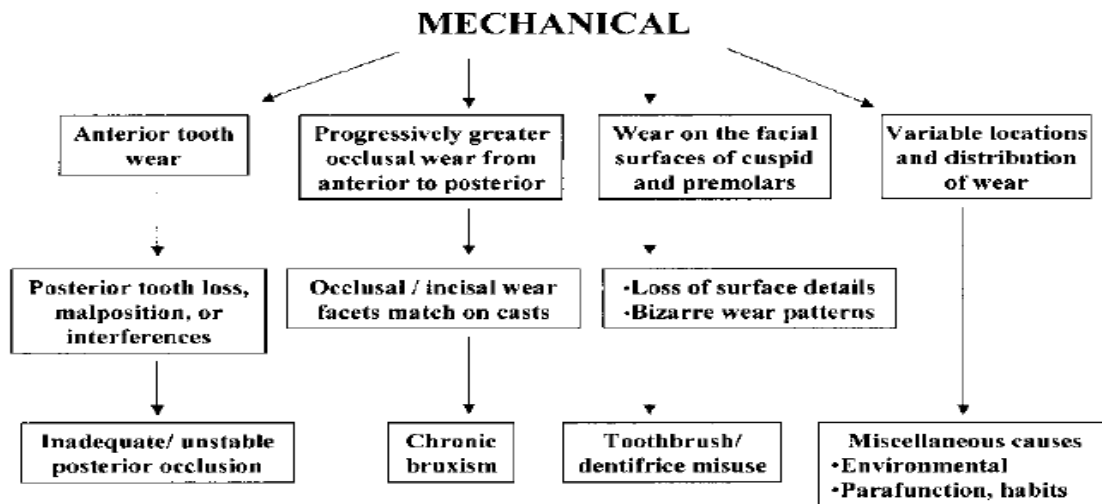 MECHANICAL
Anterior tooth
wear
Progressively greater
occlusal wear from
anterior to posterior
Wear on the facial
surfaces of cuspid
and premolars
Variable locations
and distribution
of wear
Posterior tooth loss,
malposition, or
interferences
Occlusal / incisal wear
facets match on casts
•Loss of surface details
•Bizarre wear patterns
Inadequate/ unstable
posterior occlusion
Chronic
bruxism
Toothbrush/
dentifrice misuse
Miscellaneous causes
•Environmental
•Parafunction, habits